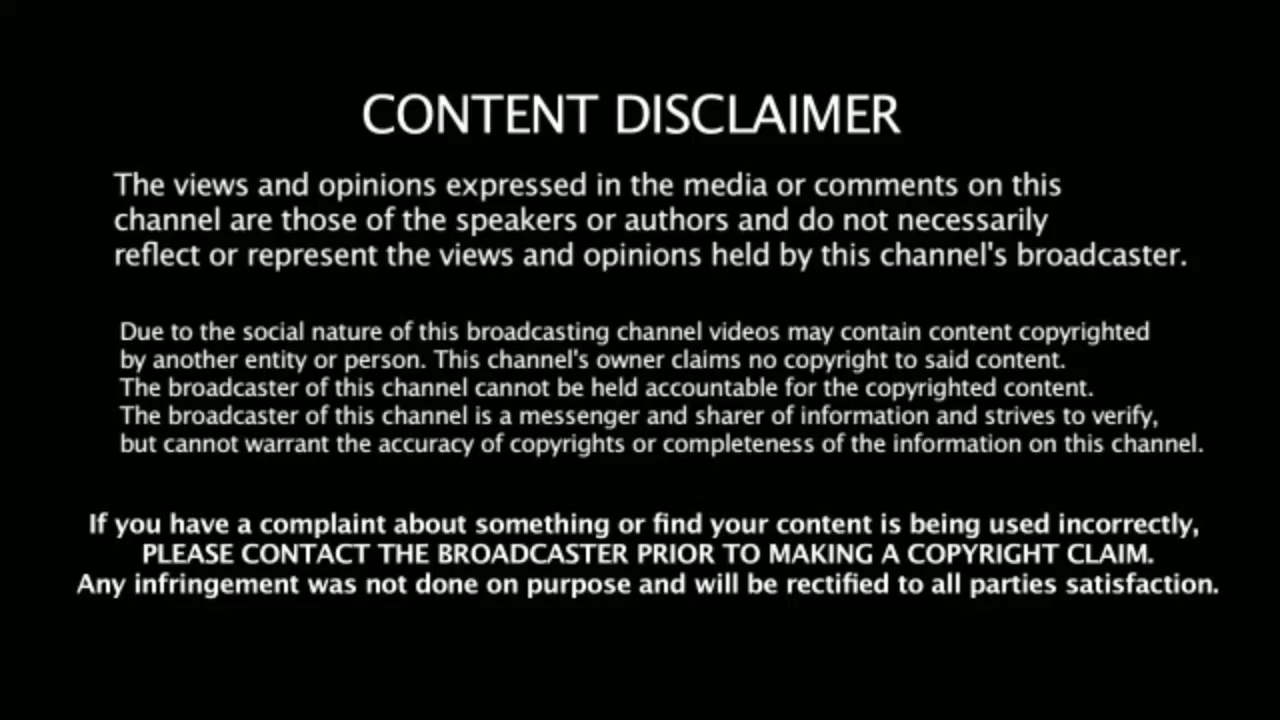 CONTENT DISCLAIMER
The views and opinions expressed in the media or comments on this
channel are those of the speakers or authors and do not necessarily
reflect or represent the views and opinions held by this channel's broadcaster.
Due to the social nature of this broadcasting channel videos may contain content copyrighted
by another entity or person. This channel's owner claims no copyright to said content.
The broadcaster of this channel cannot be held accountable for the copyrighted content.
The broadcaster of this channel is a messenger and sharer of information and strives to verify,
but cannot warrant the accuracy of copyrights or completeness of the information on this channel.
If you have a complaint about something or find your content is being used incorrectly,
PLEASE CONTACT THE BROADCASTER PRIOR TO MAKING A COPYRIGHT CLAIM.
Any infringement was not done on purpose and will be rectified to all parties satisfaction.